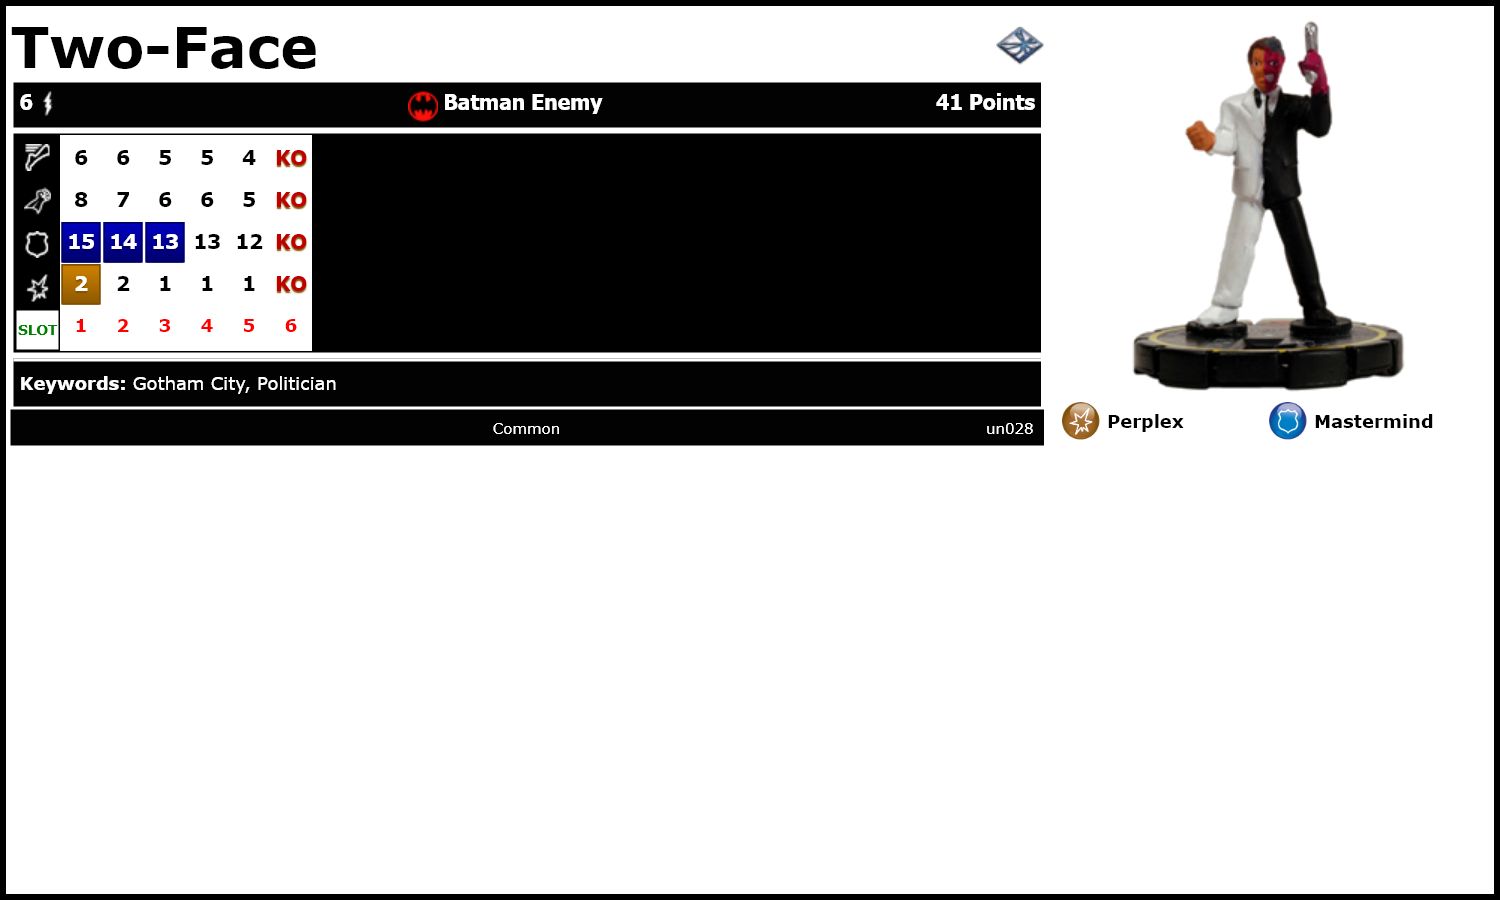 Two-Face
6 Batman Enemy 41 Points
6 6 5 5 4 KO
8 7 6 6 5 KO
15 14 13 13 12 KO
2 2 1 1 1 KO
SLOT 1 2 3 4 5 6
Keywords: Gotham City, Politician
Common un028
Perplex Mastermind